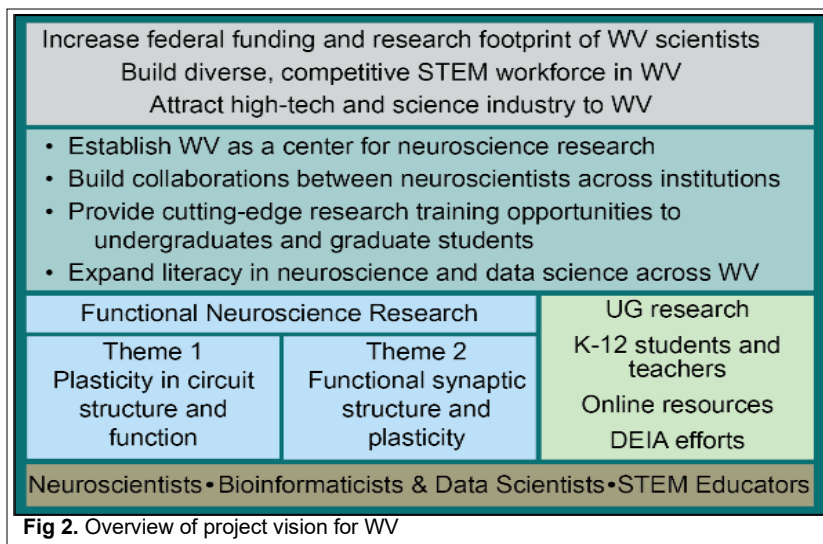 Increase federal funding and research footprint of WV scientists
Build diverse, competitive STEM workforce in WV
Attract high-tech and science industry to WV
• Establish WV as a center for neuroscience research
• Build collaborations between neuroscientists across institutions
• Provide cutting-edge research training opportunities to
undergraduates and graduate students
• Expand literacy in neuroscience and data science across WV
Functional Neuroscience Research
Theme 1
Plasticity in circuit
structure and
function
Theme 2
Functional synaptic
structure and
plasticity
UG research
K-12 students and
teachers
Online resources
DEIA efforts
Neuroscientists•Bioinformaticists & Data Scientists•STEM Educators
Fig 2. Overview of project vision for WV